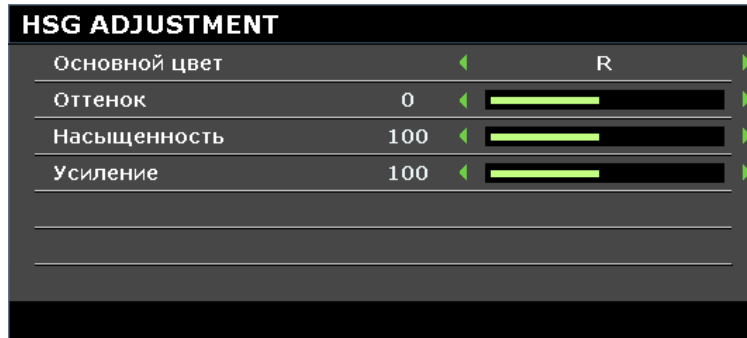 HSG ADJUSTMENT
Основной цвет R
Оттенок 0
Насыщенность 100
Усиление 100